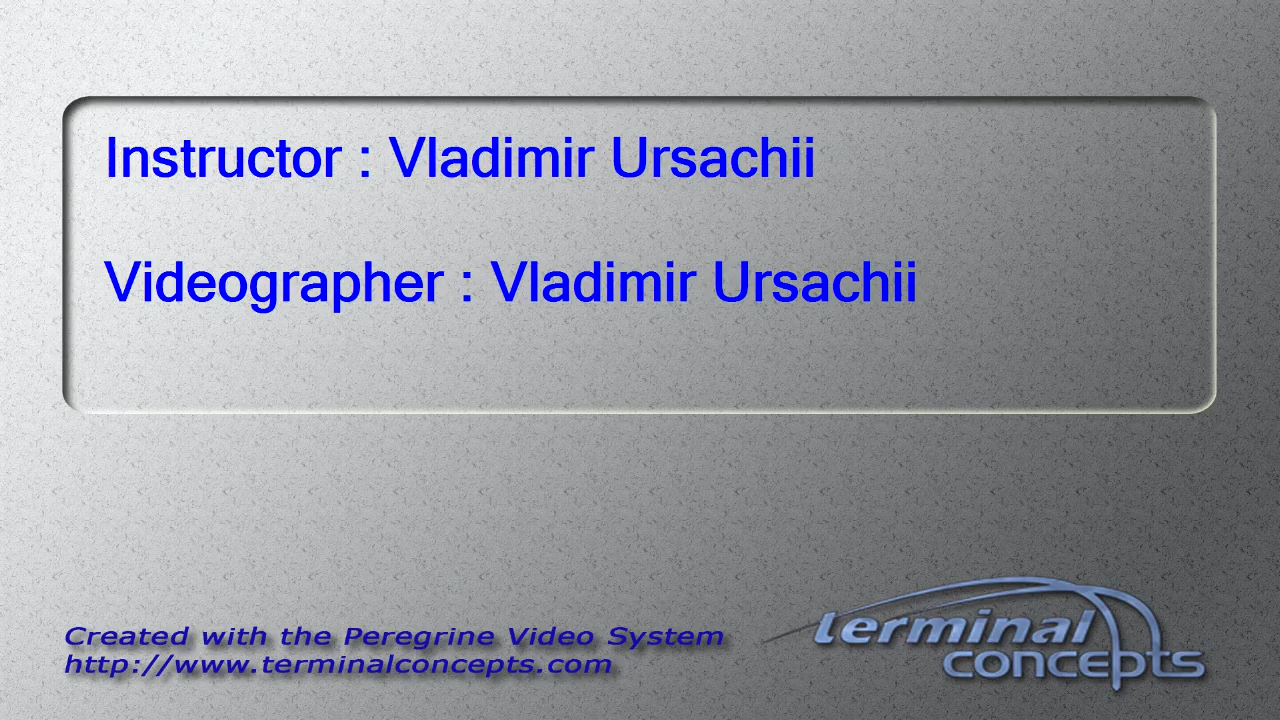 Instructor : Vladimir Ursachii
Videographer : Vladimir Ursachii
Created with the Peregrine Video System
http://www.terminalconcepts.com
terminal
concepts